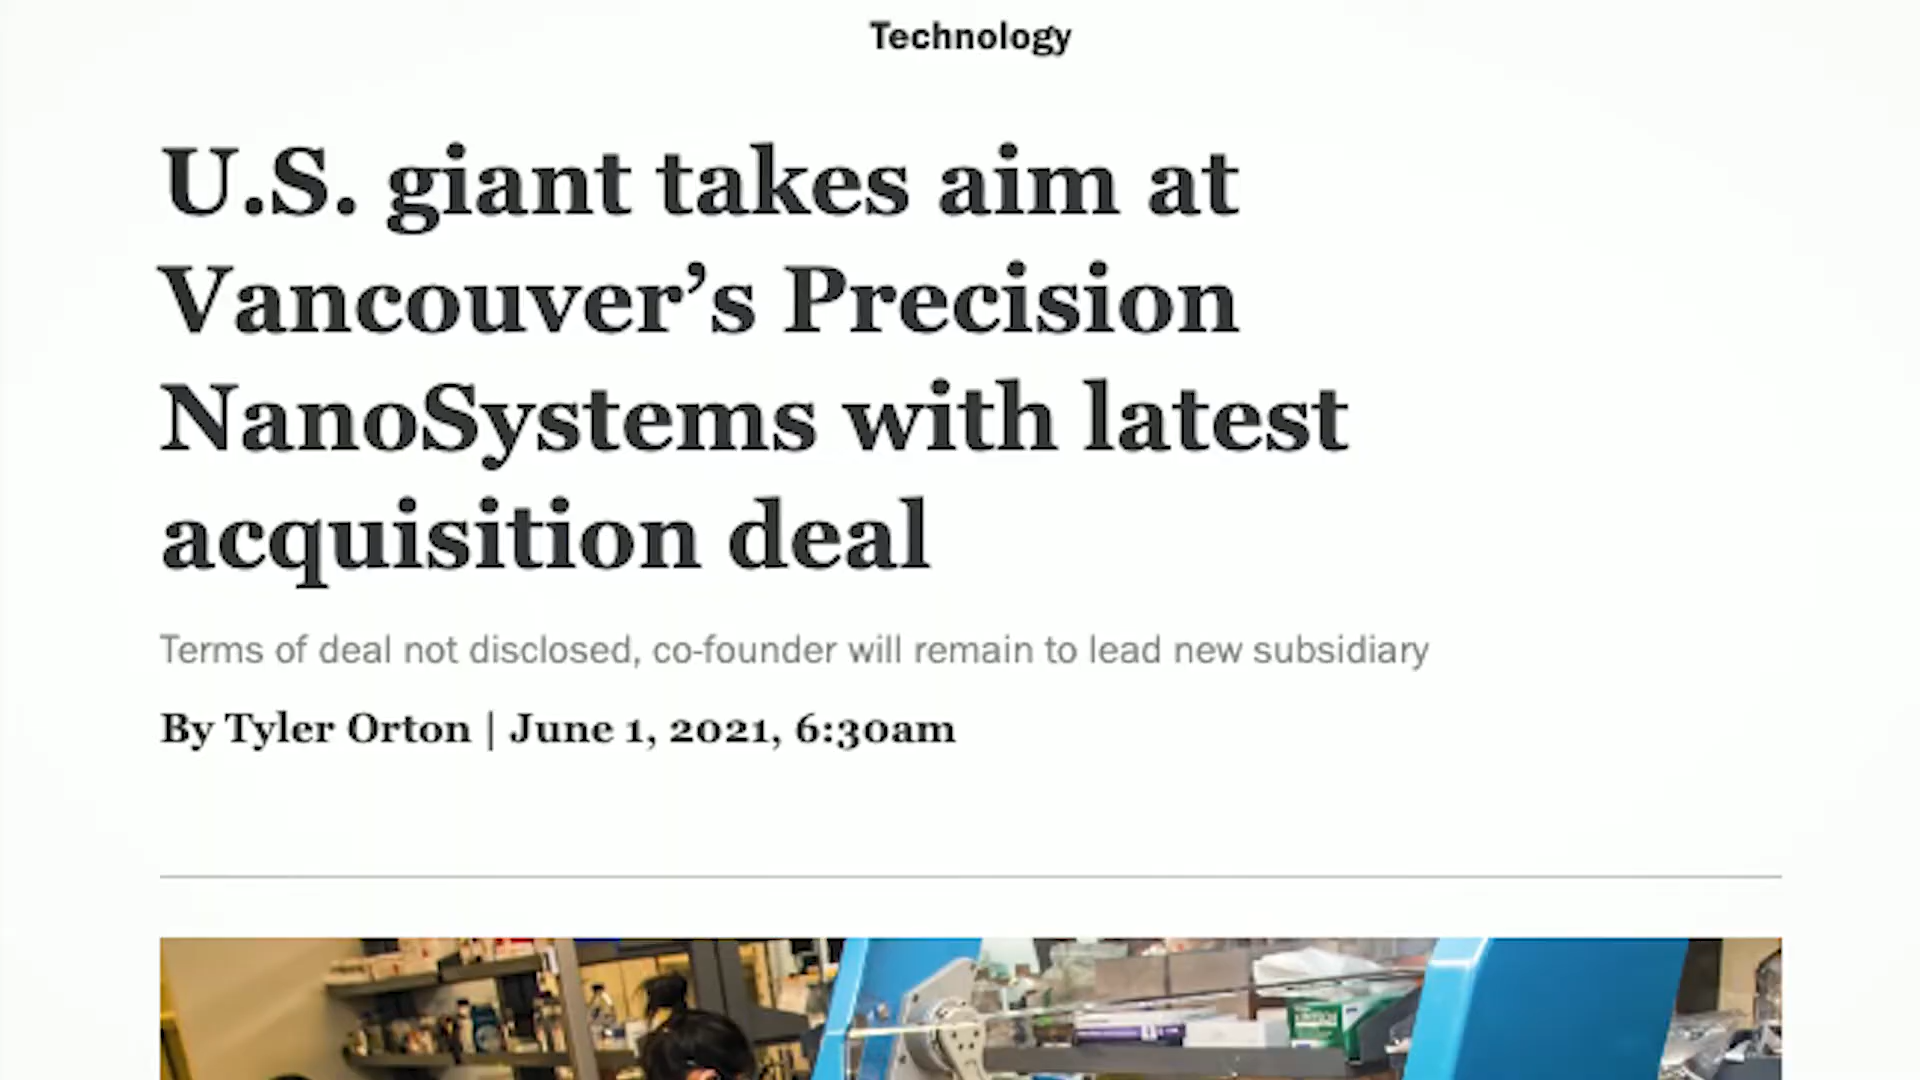 Technology
U.S. giant takes aim at
Vancouver’s Precision
NanoSystems with latest
acquisition deal
Terms of deal not disclosed, co-founder will remain to lead new subsidiary
By Tyler Orton | June 1, 2021, 6:30am